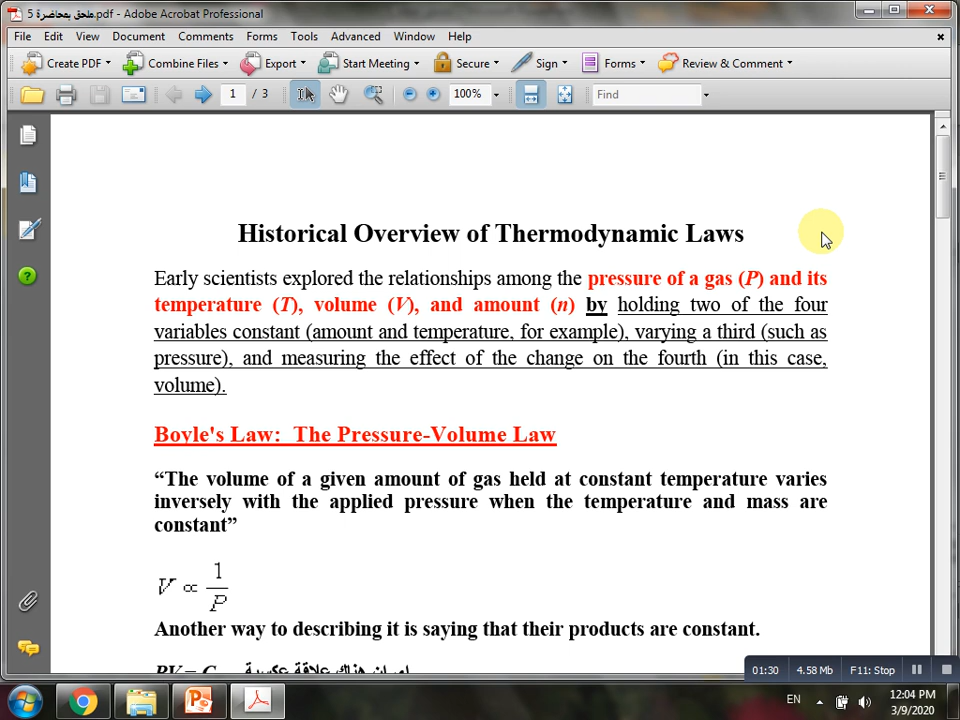 ملحق بمحاضرة 5.pdf - Adobe Acrobat Professional
File Edit View Document Comments Forms Tools Advanced Window Help
Create PDF Combine Files Export Start Meeting Secure Sign Forms Review & Comment
1 / 3 100% Find
Historical Overview of Thermodynamic Laws
Early scientists explored the relationships among the pressure of a gas (P) and its
temperature (T), volume (V), and amount (n) by holding two of the four
variables constant (amount and temperature, for example), varying a third (such as
pressure), and measuring the effect of the change on the fourth (in this case,
volume).
Boyle's Law: The Pressure-Volume Law
“The volume of a given amount of gas held at constant temperature varies
inversely with the applied pressure when the temperature and mass are
constant”
V ∝ 1/P
Another way to describing it is saying that their products are constant.
PV = C اي ان هناك علاقة عكسية
01:30 4.58 Mb F11: Stop
EN 12:04 PM
3/9/2020